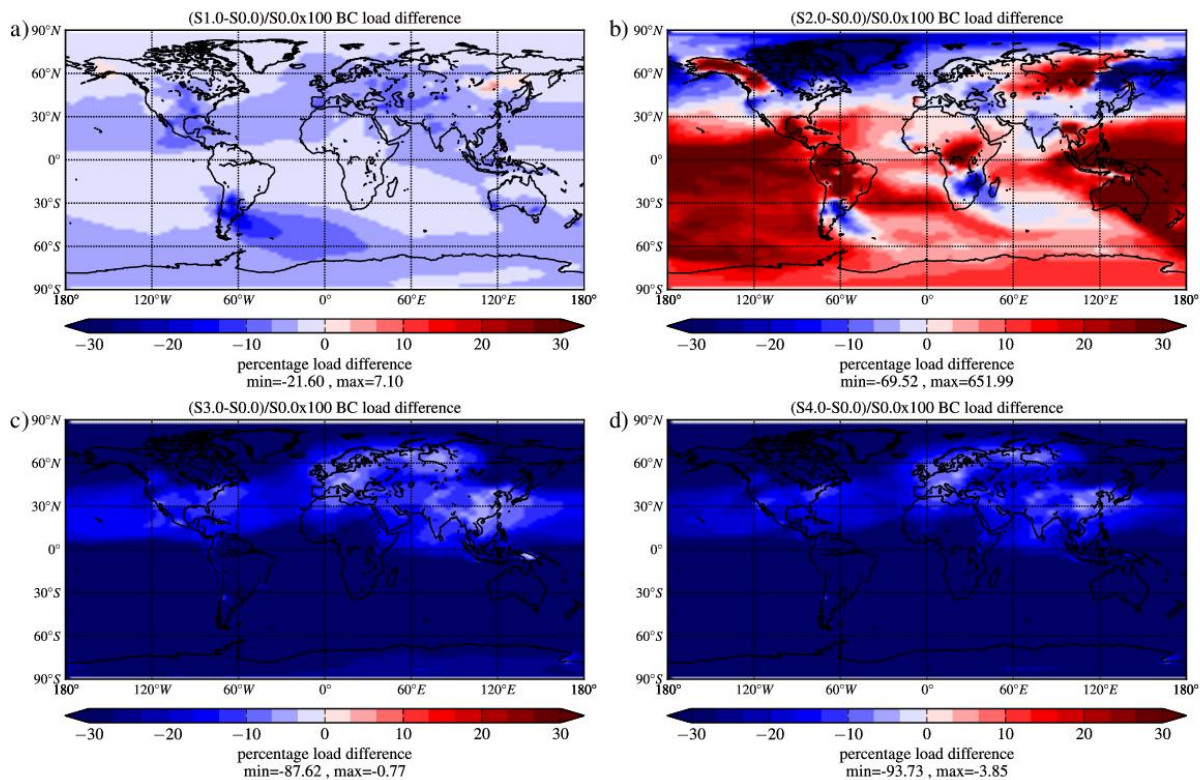 (S1.0-S0.0)/S0.0x100 BC load difference
a)
90°N
60°N
30°N
0°
30°S
60°S
90°S
180° 120°W 60°W 0° 60°E 120°E 180°
−30 −20 −10 0 10 20 30
percentage load difference
min=-21.60 , max=7.10
(S2.0-S0.0)/S0.0x100 BC load difference
b)
90°N
60°N
30°N
0°
30°S
60°S
90°S
180° 120°W 60°W 0° 60°E 120°E 180°
−30 −20 −10 0 10 20 30
percentage load difference
min=-69.52 , max=651.99
(S3.0-S0.0)/S0.0x100 BC load difference
c)
90°N
60°N
30°N
0°
30°S
60°S
90°S
180° 120°W 60°W 0° 60°E 120°E 180°
−30 −20 −10 0 10 20 30
percentage load difference
min=-87.62 , max=-0.77
(S4.0-S0.0)/S0.0x100 BC load difference
d)
90°N
60°N
30°N
0°
30°S
60°S
90°S
180° 120°W 60°W 0° 60°E 120°E 180°
−30 −20 −10 0 10 20 30
percentage load difference
min=-93.73 , max=-3.85